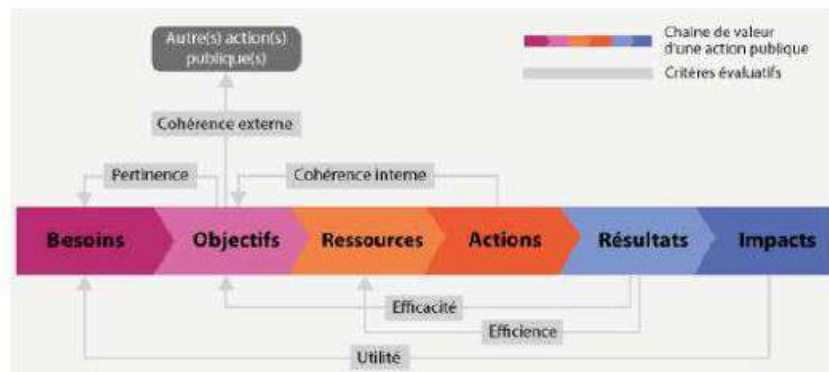 Autre(s) action(s)
publique(s)
Chaîne de valeur
d'une action publique
Critères évaluatifs
Cohérence externe
Pertinence
Cohérence interne
Besoins
Objectifs
Ressources
Actions
Résultats
Impacts
Efficacité
Efficience
Utilité